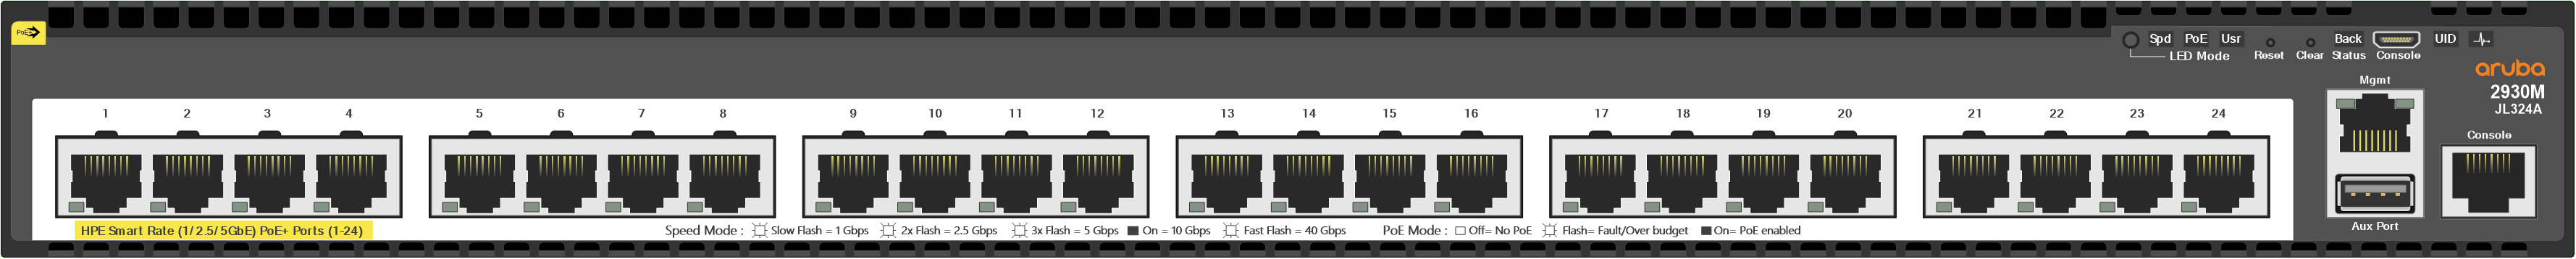 PoE+
Spd PoE Usr Back UID
LED Mode Reset Clear Status Console
aruba
2930M
JL324A
Mgmt
1 2 3 4 5 6 7 8 9 10 11 12 13 14 15 16 17 18 19 20 21 22 23 24
Console
HPE Smart Rate (1/2.5/5GbE) PoE+ Ports (1-24)
Speed Mode : Slow Flash = 1 Gbps 2x Flash = 2.5 Gbps 3x Flash = 5 Gbps On = 10 Gbps Fast Flash = 40 Gbps PoE Mode : Off= No PoE Flash= Fault/Over budget On= PoE enabled
Aux Port